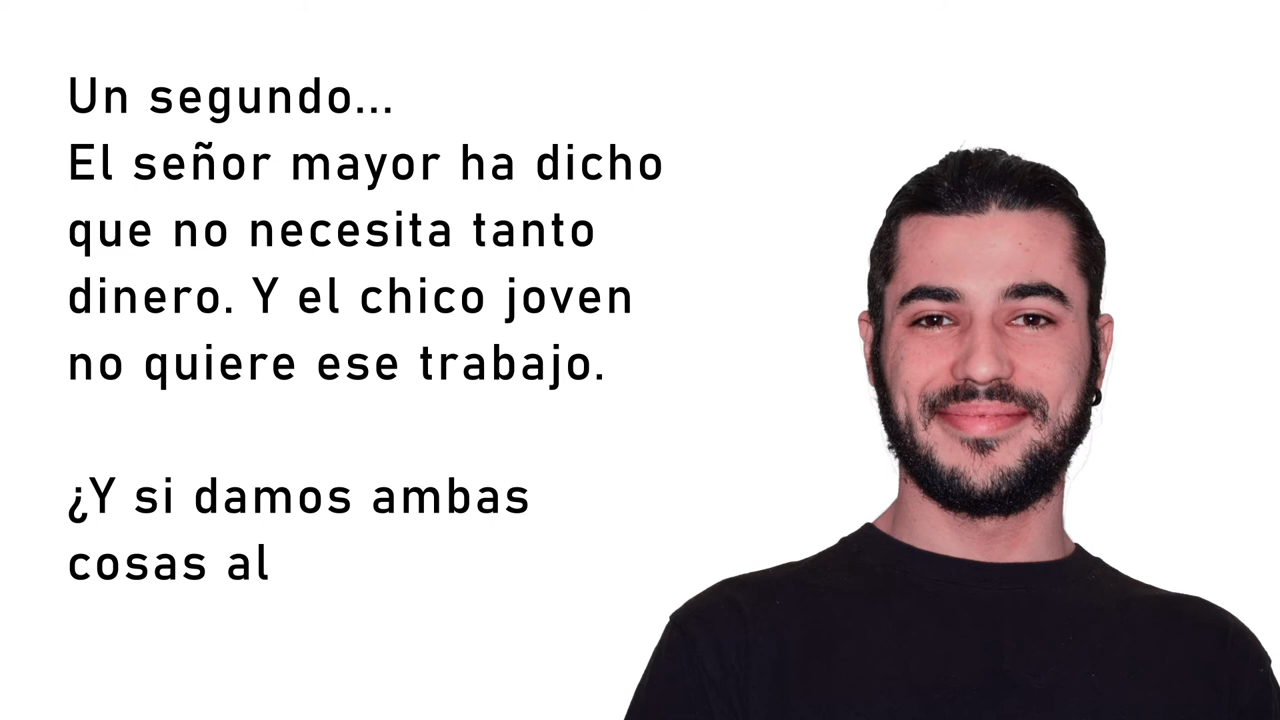 Un segundo...
El señor mayor ha dicho
que no necesita tanto
dinero. Y el chico joven
no quiere ese trabajo.
¿Y si damos ambas
cosas al